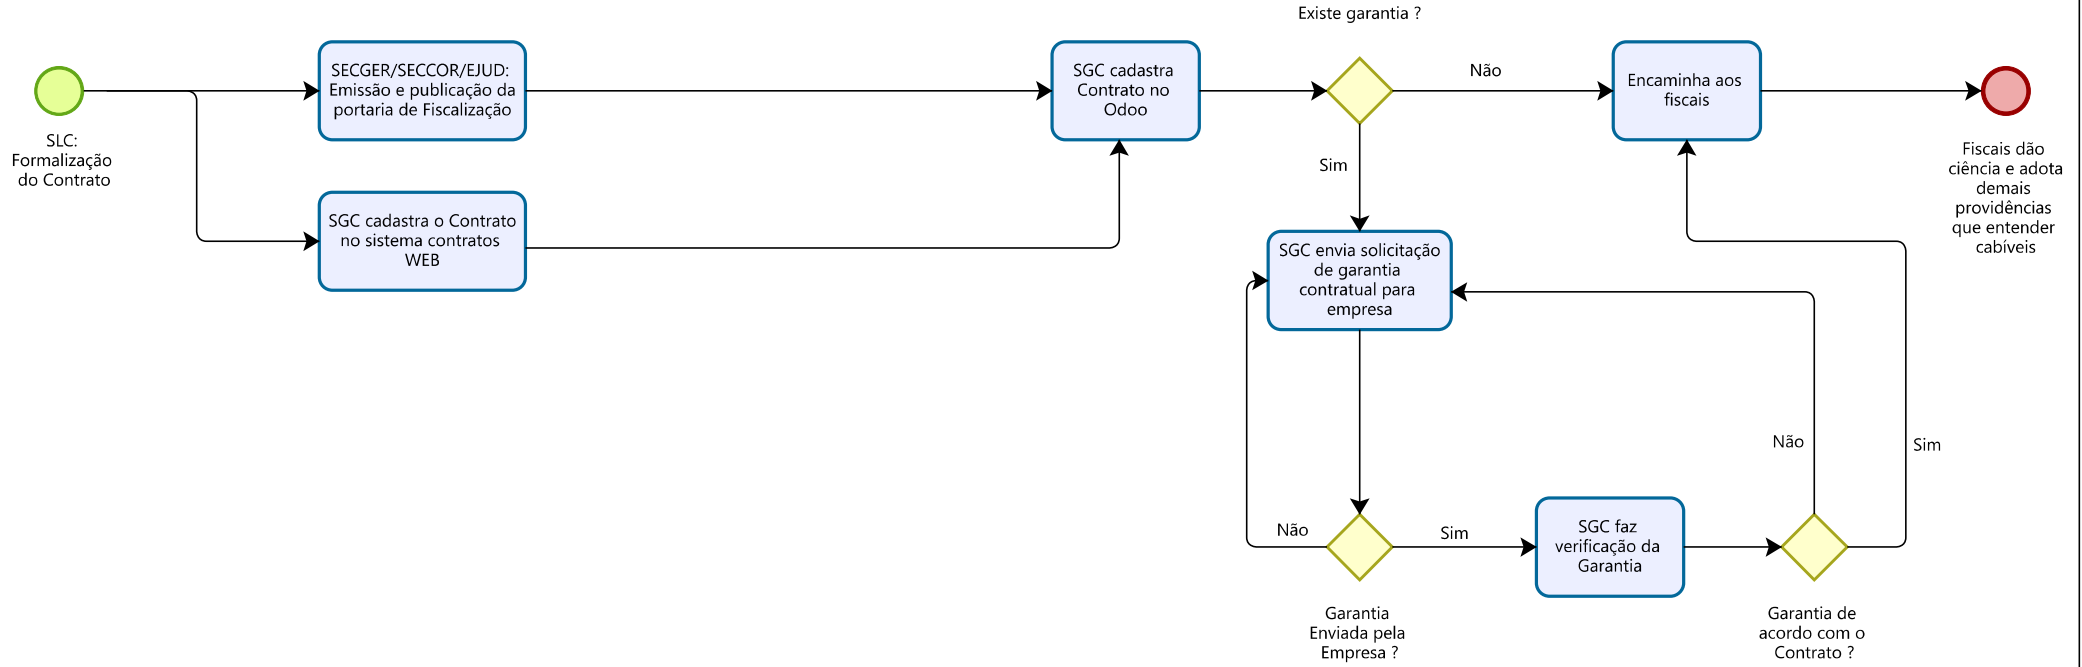 Existe garantia ?
SLC:
Formalização
do Contrato
SECGER/SECCOR/EJUD:
Emissão e publicação da
portaria de Fiscalização
SGC cadastra o Contrato
no sistema contratos
WEB
SGC cadastra
Contrato no
Odoo
Não
Sim
Encaminha aos
fiscais
Fiscais dão
ciência e adota
demais
providências
que entender
cabíveis
SGC envia solicitação
de garantia
contratual para
empresa
Não
Sim
Garantia
Enviada pela
Empresa ?
SGC faz
verificação da
Garantia
Não
Sim
Garantia de
acordo com o
Contrato ?